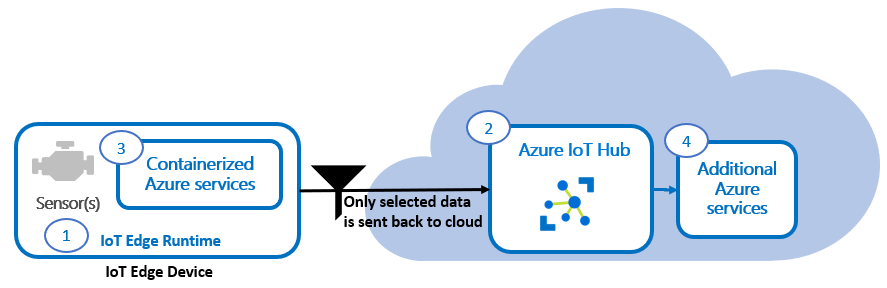 3
Containerized
Azure services
Sensor(s)
1
IoT Edge Runtime
IoT Edge Device
Only selected data
is sent back to cloud
2
Azure IoT Hub
4
Additional
Azure
services